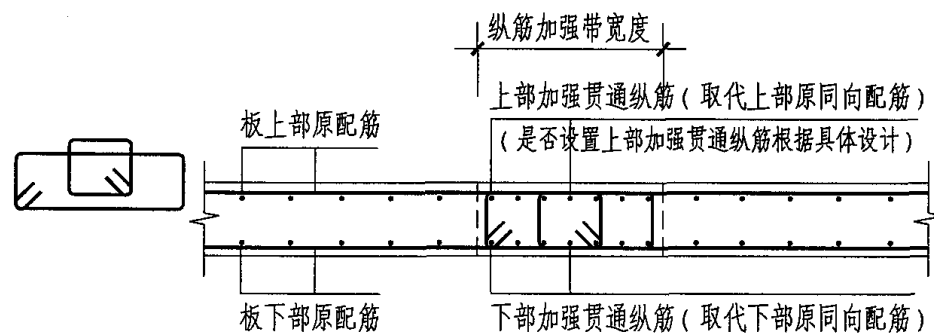 纵筋加强带宽度
上部加强贯通纵筋(取代上部原同向配筋)
板上部原配筋
(是否设置上部加强贯通纵筋根据具体设计)
板下部原配筋
下部加强贯通纵筋(取代下部原同向配筋)